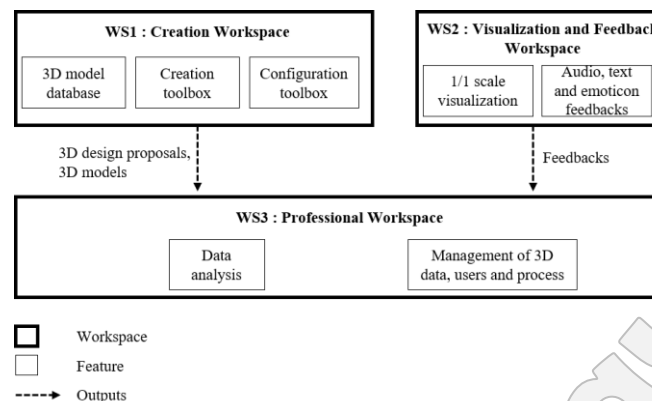 WS1 : Creation Workspace
3D model
database
Creation
toolbox
Configuration
toolbox
WS2 : Visualization and Feedback
Workspace
1/1 scale
visualization
Audio, text
and emoticon
feedbacks
3D design proposals,
3D models
Feedbacks
WS3 : Professional Workspace
Data
analysis
Management of 3D
data, users and process
Workspace
Feature
Outputs